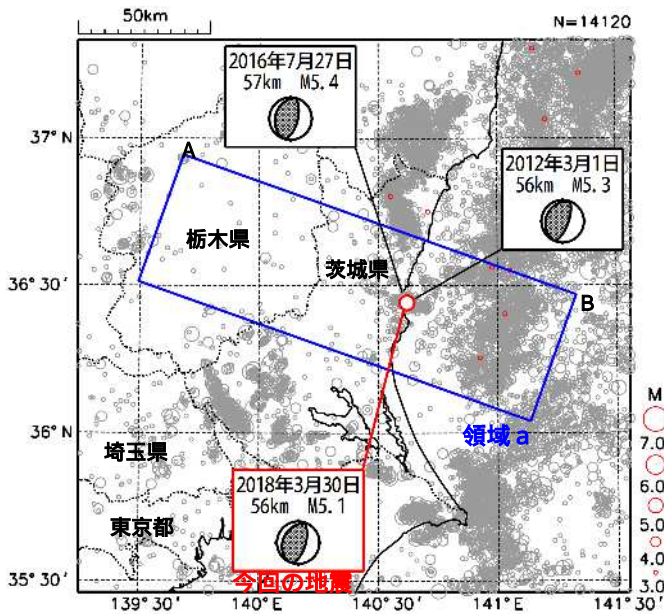 50km
N=14120
2016年7月27日
57km M5.4
37°N
A
2012年3月1日
56km M5.3
栃木県
茨城県
36°30'
B
M
7.0
6.0
5.0
4.0
3.0
領域a
36°N
埼玉県
2018年3月30日
56km M5.1
東京都
今回の地震
35°30'
139°30'
140°E
140°30'
141°E
141°30'